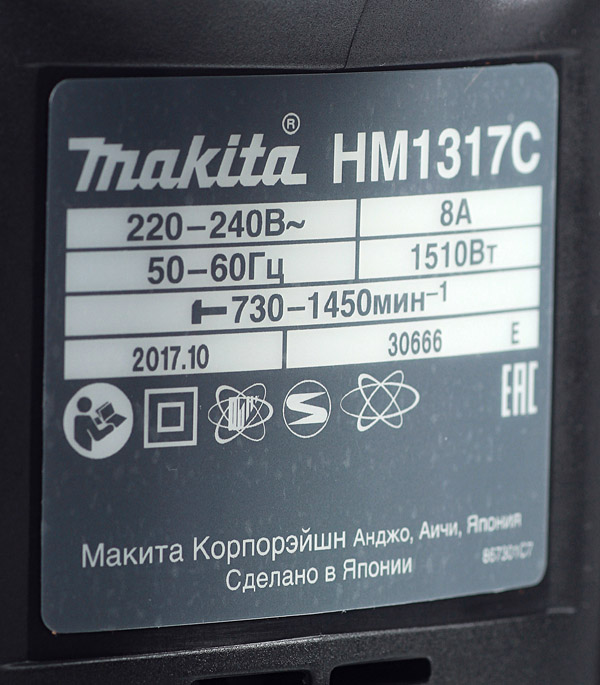 makita® HM1317C
220–240В~ 8А
50–60Гц 1510Вт
730–1450мин⁻¹
2017.10 30666 E
EAC
Макита Корпорэйшн Анджо, Аичи, Япония
Сделано в Японии 857301C7